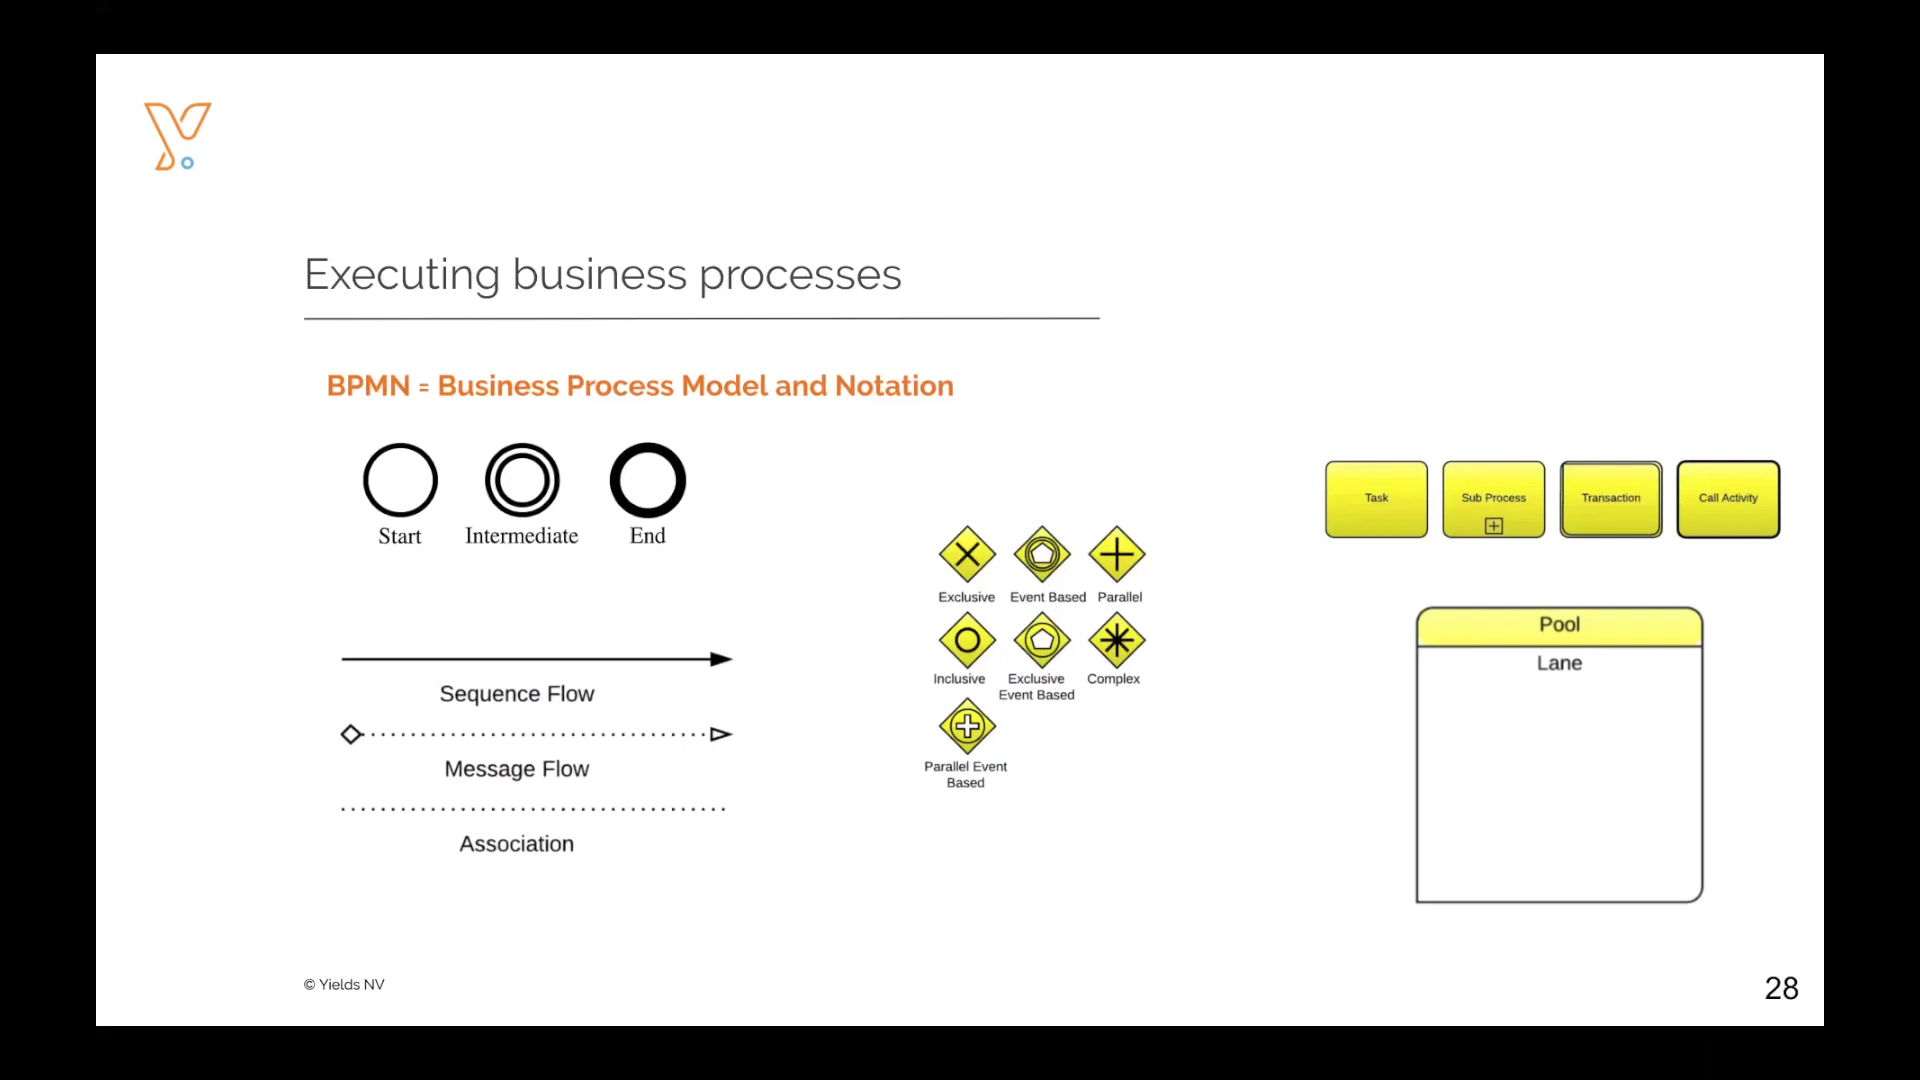 Executing business processes
BPMN = Business Process Model and Notation
Start Intermediate End
Sequence Flow
Message Flow
Association
Exclusive Event Based Parallel
Inclusive Exclusive Event Based Complex
Parallel Event
Based
Task Sub Process Transaction Call Activity
Pool
Lane
© Yields NV
28